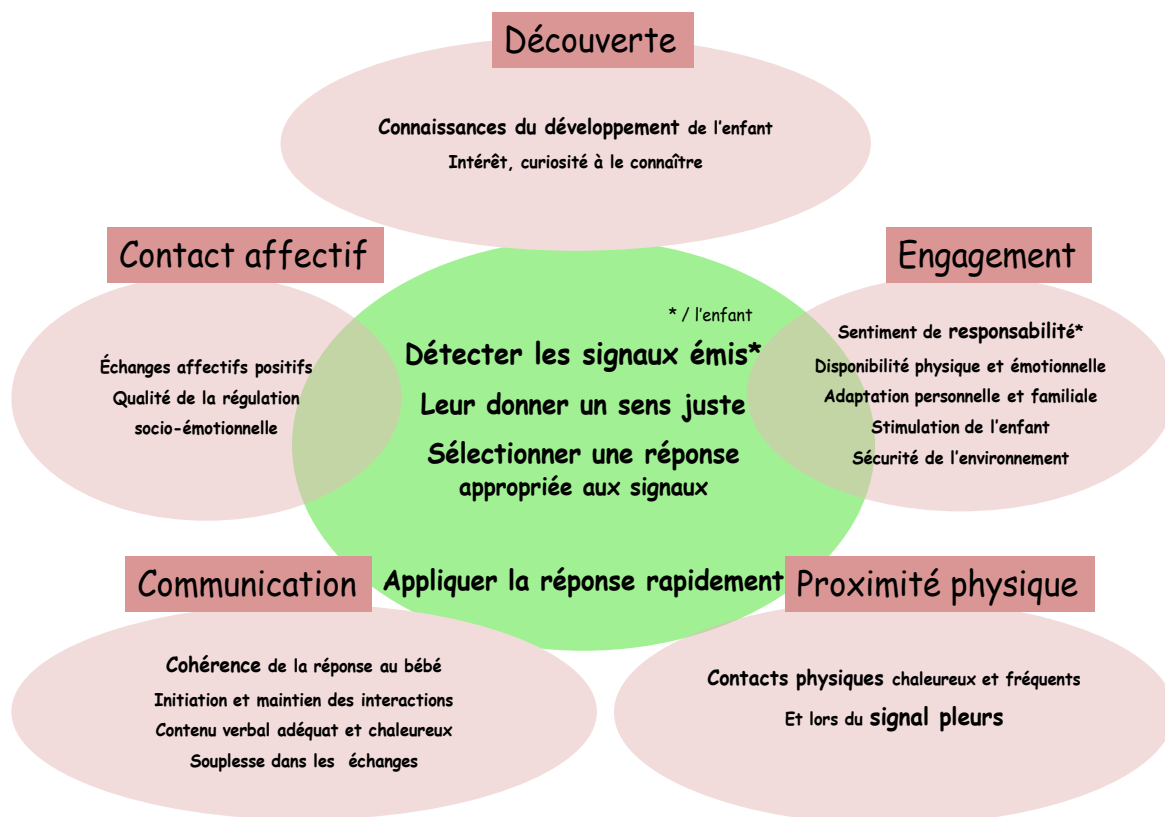 Découverte
Connaissances du développement de l'enfant
Intérêt, curiosité à le connaître
Contact affectif
Échanges affectifs positifs
Qualité de la régulation
socio-émotionnelle
* / l'enfant
Détecter les signaux émis*
Leur donner un sens juste
Sélectionner une réponse
appropriée aux signaux
Appliquer la réponse rapidement
Engagement
Sentiment de responsabilité*
Disponibilité physique et émotionnelle
Adaptation personnelle et familiale
Stimulation de l'enfant
Sécurité de l'environnement
Communication
Cohérence de la réponse au bébé
Initiation et maintien des interactions
Contenu verbal adéquat et chaleureux
Souplesse dans les échanges
Proximité physique
Contacts physiques chaleureux et fréquents
Et lors du signal pleurs